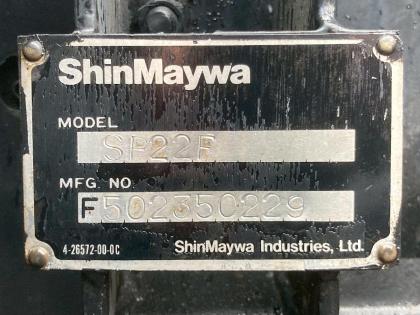 ShinMaywa
MODEL
SP22F
MFG. NO
F502350229
4-26572-00-0C
ShinMaywa Industries, Ltd.